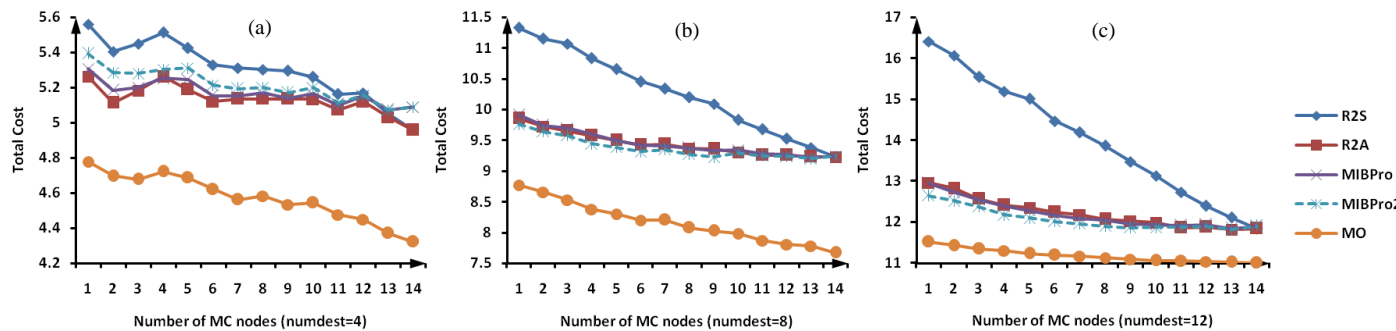 (a)
5.6
5.4
5.2
5
4.8
4.6
4.4
4.2
Total Cost
1 2 3 4 5 6 7 8 9 10 11 12 13 14
Number of MC nodes (numdest=4)
(b)
11.5
11
10.5
10
9.5
9
8.5
8
7.5
Total Cost
1 2 3 4 5 6 7 8 9 10 11 12 13 14
Number of MC nodes (numdest=8)
(c)
17
16
15
14
13
12
11
Total Cost
1 2 3 4 5 6 7 8 9 10 11 12 13 14
Number of MC nodes (numdest=12)
R2S
R2A
MIBPro
MIBPro2
MO